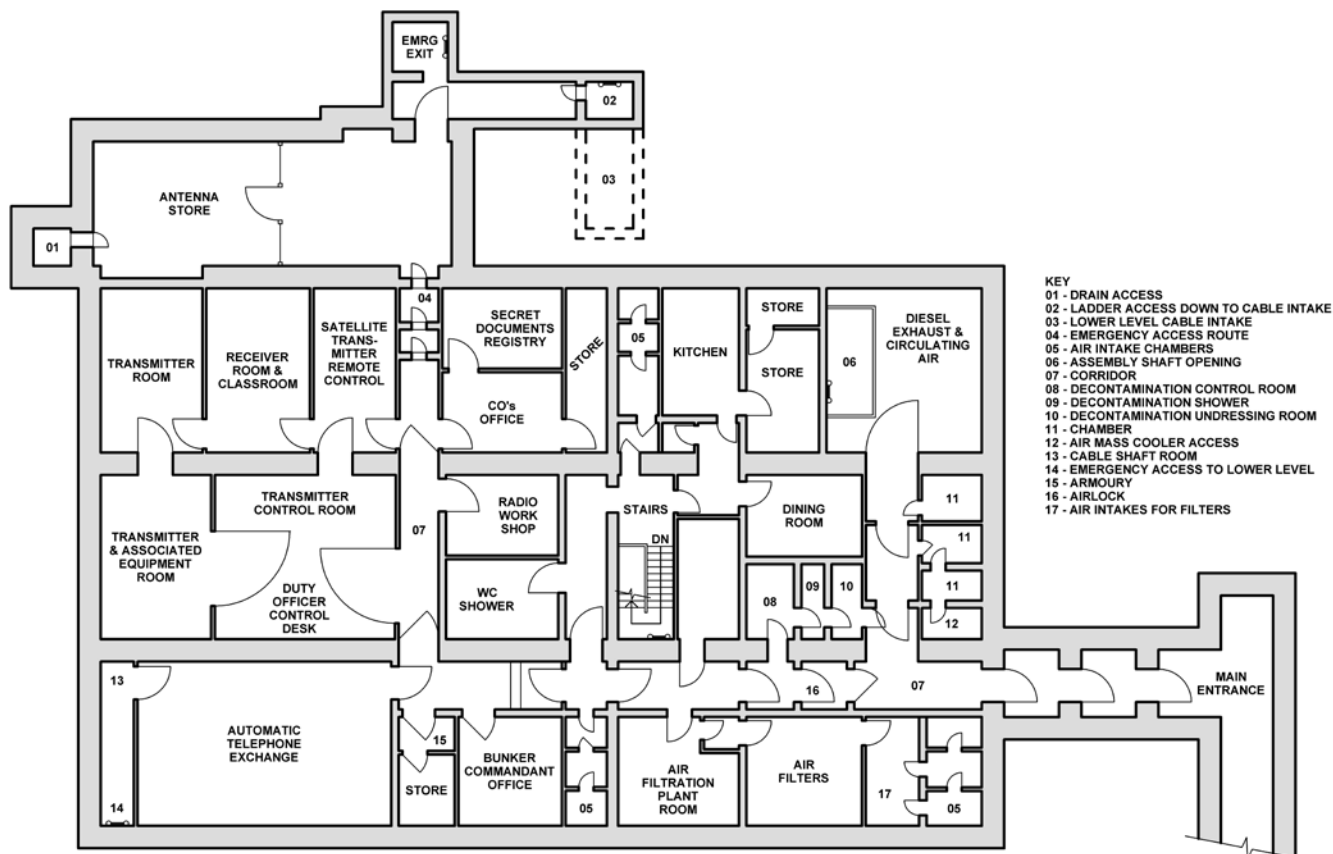 EMRG
EXIT
02
03
ANTENNA
STORE
01
KEY
01 - DRAIN ACCESS
02 - LADDER ACCESS DOWN TO CABLE INTAKE
03 - LOWER LEVEL CABLE INTAKE
04 - EMERGENCY ACCESS ROUTE
05 - AIR INTAKE CHAMBERS
06 - ASSEMBLY SHAFT OPENING
07 - CORRIDOR
08 - DECONTAMINATION CONTROL ROOM
09 - DECONTAMINATION SHOWER
10 - DECONTAMINATION UNDRESSING ROOM
11 - CHAMBER
12 - AIR MASS COOLER ACCESS
13 - CABLE SHAFT ROOM
14 - EMERGENCY ACCESS TO LOWER LEVEL
15 - ARMOURY
16 - AIRLOCK
17 - AIR INTAKES FOR FILTERS
TRANSMITTER
ROOM
RECEIVER
ROOM &
CLASSROOM
SATELLITE
TRANS-
MITTER
REMOTE
CONTROL
04
SECRET
DOCUMENTS
REGISTRY
CO's
OFFICE
STORE
05
KITCHEN
STORE
STORE
06
DIESEL
EXHAUST &
CIRCULATING
AIR
TRANSMITTER
& ASSOCIATED
EQUIPMENT
ROOM
TRANSMITTER
CONTROL ROOM
DUTY
OFFICER
CONTROL
DESK
07
RADIO
WORK
SHOP
WC
SHOWER
STAIRS
DN
DINING
ROOM
08
09
10
11
11
11
12
13
14
AUTOMATIC
TELEPHONE
EXCHANGE
15
STORE
BUNKER
COMMANDANT
OFFICE
05
AIR
FILTRATION
PLANT
ROOM
16
AIR
FILTERS
07
17
05
MAIN
ENTRANCE